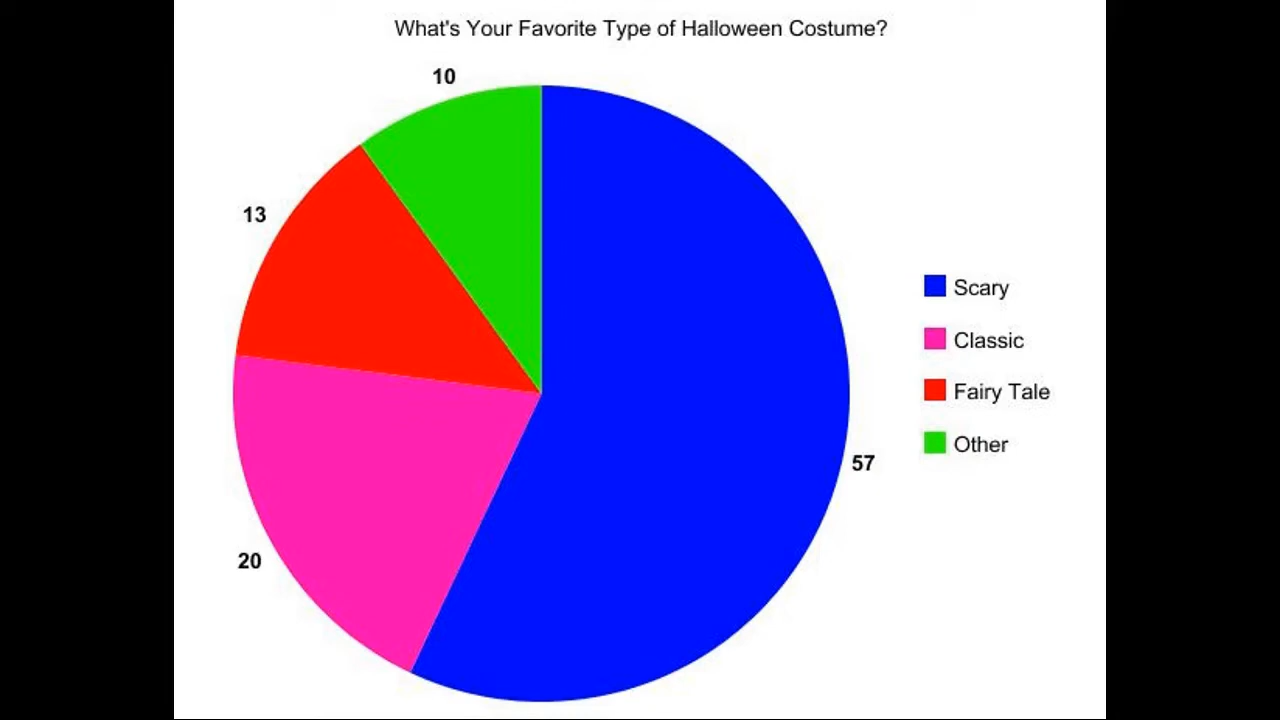 What's Your Favorite Type of Halloween Costume?
10
13
57
20
Scary
Classic
Fairy Tale
Other